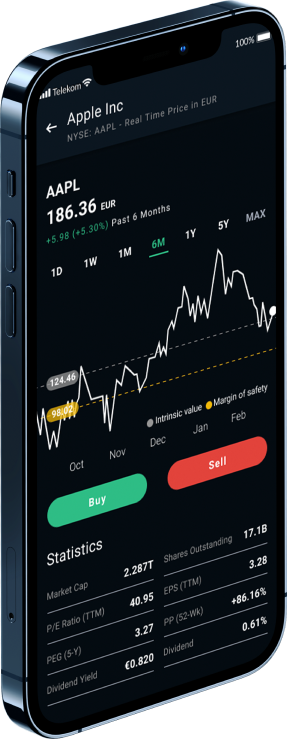 Telekom 100%
Apple Inc
NYSE: AAPL - Real Time Price in EUR
AAPL
186.36 EUR
+5.98 (+5.30%) Past 6 Months
1D 1W 1M 6M 1Y 5Y MAX
124.46
98.02
Intrinsic value Margin of safety
Oct Nov Dec Jan Feb
Buy Sell
Statistics
Market Cap 2.287T
P/E Ratio (TTM) 40.95
PEG (5-Y) 3.27
Dividend Yield €0.820
Shares Outstanding 17.1B
EPS (TTM) 3.28
PP (52-Wk) +86.16%
Dividend 0.61%